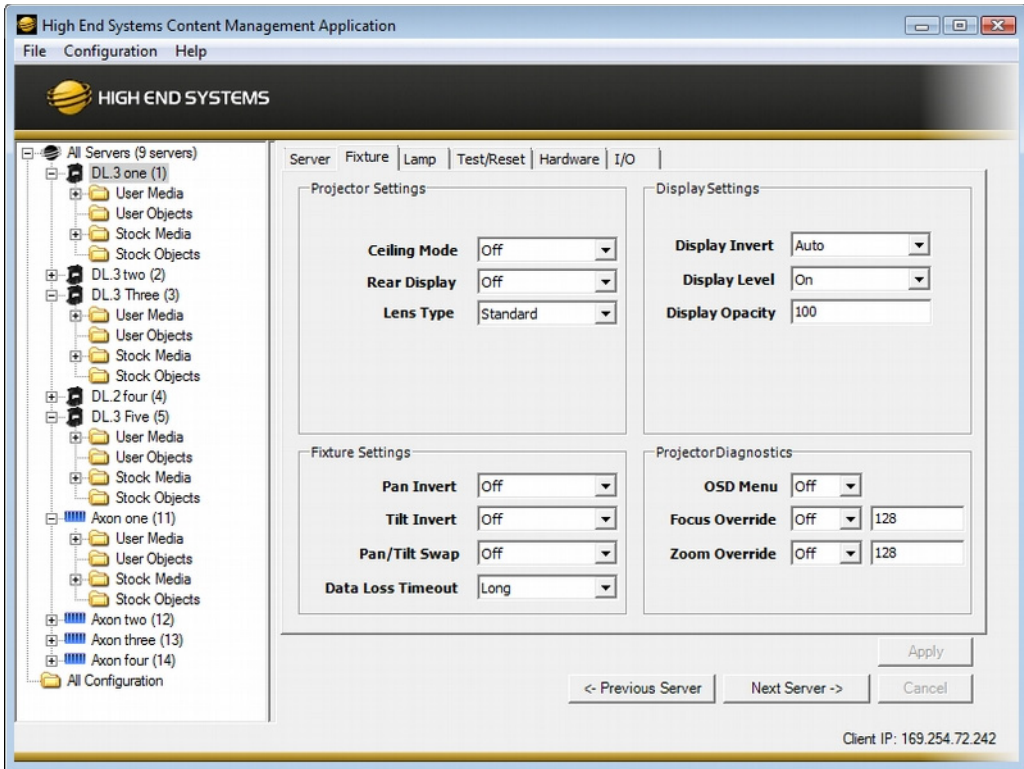 High End Systems Content Management Application
File Configuration Help
HIGH END SYSTEMS
All Servers (9 servers)
DL.3 one (1)
User Media
User Objects
Stock Media
Stock Objects
DL.3 two (2)
DL.3 Three (3)
User Media
User Objects
Stock Media
Stock Objects
DL.2 four (4)
DL.3 Five (5)
User Media
User Objects
Stock Media
Stock Objects
Axon one (11)
User Media
User Objects
Stock Media
Stock Objects
Axon two (12)
Axon three (13)
Axon four (14)
All Configuration
Server Fixture Lamp Test/Reset Hardware I/O
Projector Settings
Ceiling Mode Off
Rear Display Off
Lens Type Standard
Display Settings
Display Invert Auto
Display Level On
Display Opacity 100
Fixture Settings
Pan Invert Off
Tilt Invert Off
Pan/Tilt Swap Off
Data Loss Timeout Long
Projector Diagnostics
OSD Menu Off
Focus Override Off 128
Zoom Override Off 128
Apply
<- Previous Server Next Server -> Cancel
Client IP: 169.254.72.242